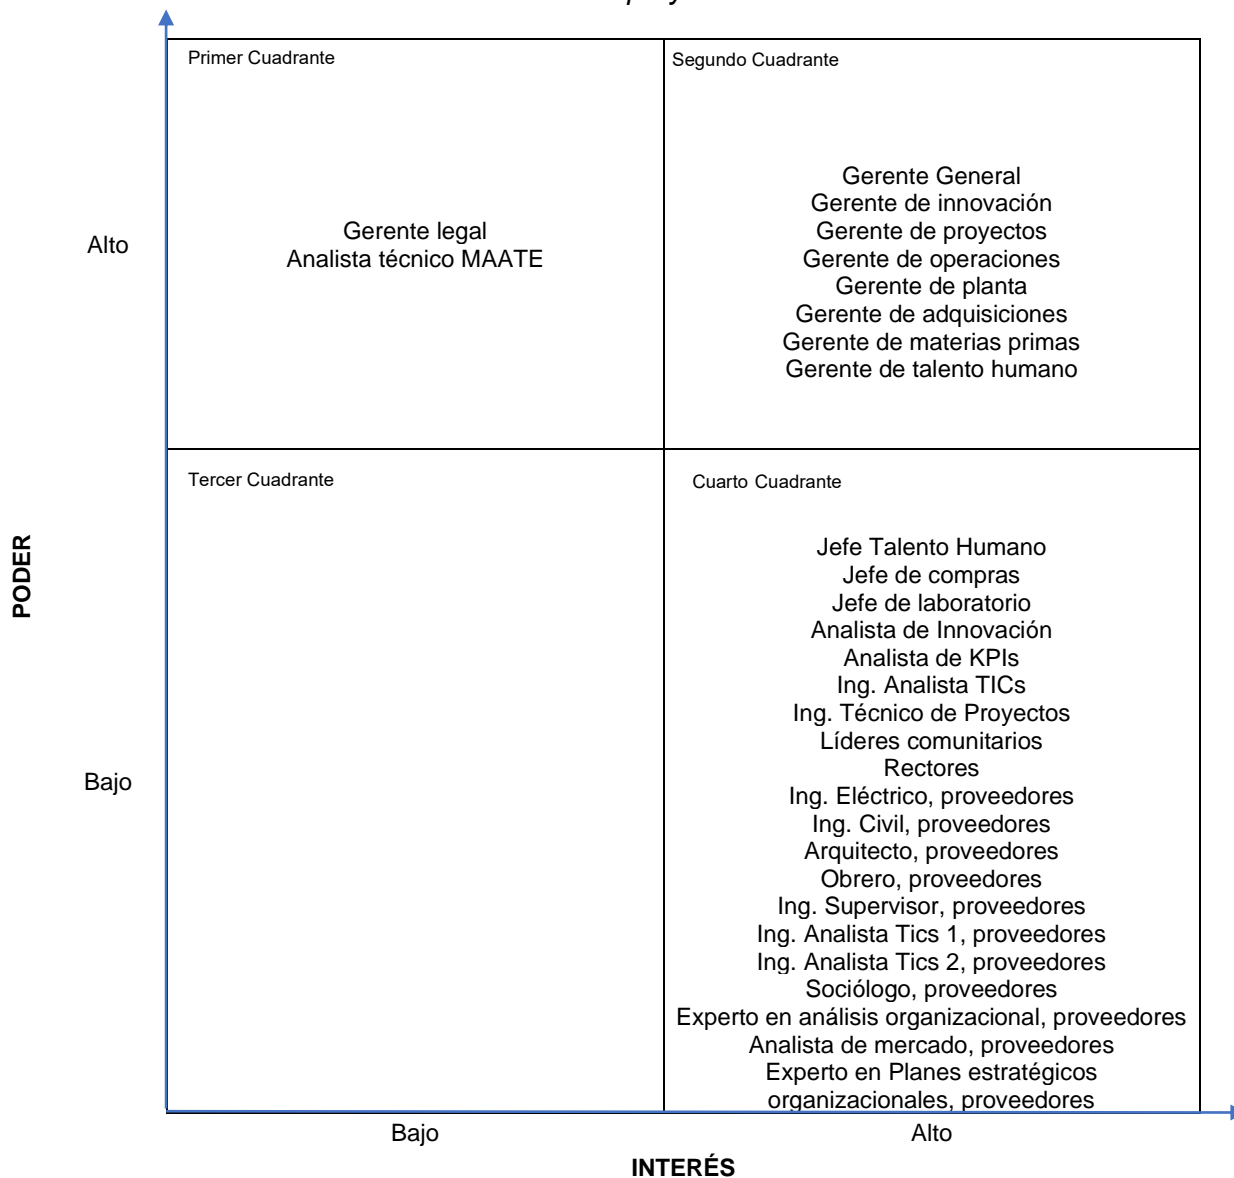 Primer Cuadrante
Segundo Cuadrante
Gerente General
Gerente de innovación
Gerente de proyectos
Gerente de operaciones
Gerente de planta
Gerente de adquisiciones
Gerente de materias primas
Gerente de talento humano
Alto
Gerente legal
Analista técnico MAATE
Tercer Cuadrante
Cuarto Cuadrante
Jefe Talento Humano
Jefe de compras
Jefe de laboratorio
Analista de Innovación
Analista de KPIs
Ing. Analista TICs
Ing. Técnico de Proyectos
Líderes comunitarios
Rectores
Ing. Eléctrico, proveedores
Ing. Civil, proveedores
Arquitecto, proveedores
Obrero, proveedores
Ing. Supervisor, proveedores
Ing. Analista Tics 1, proveedores
Ing. Analista Tics 2, proveedores
Sociólogo, proveedores
Experto en análisis organizacional, proveedores
Analista de mercado, proveedores
Experto en Planes estratégicos
organizacionales, proveedores
PODER
Bajo
Bajo
Alto
INTERÉS